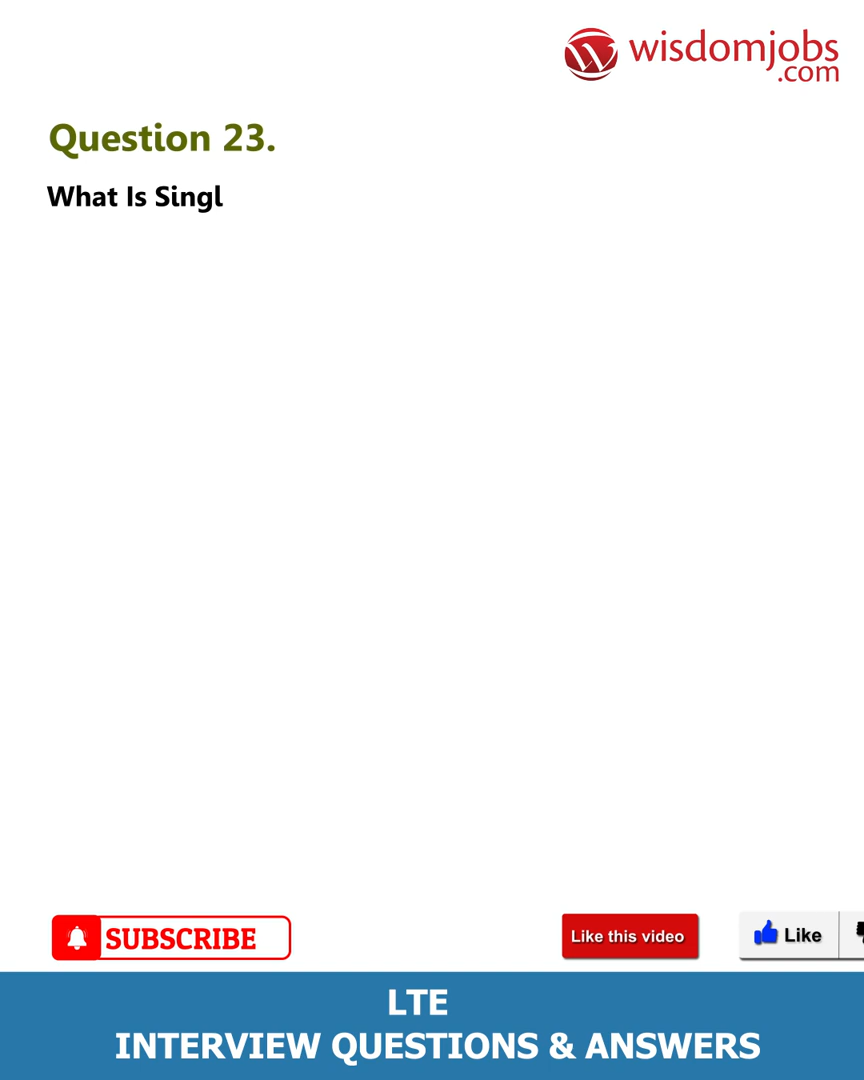 wisdomjobs
.com
Question 23.
What Is Singl
SUBSCRIBE
Like this video
Like
LTE
INTERVIEW QUESTIONS & ANSWERS